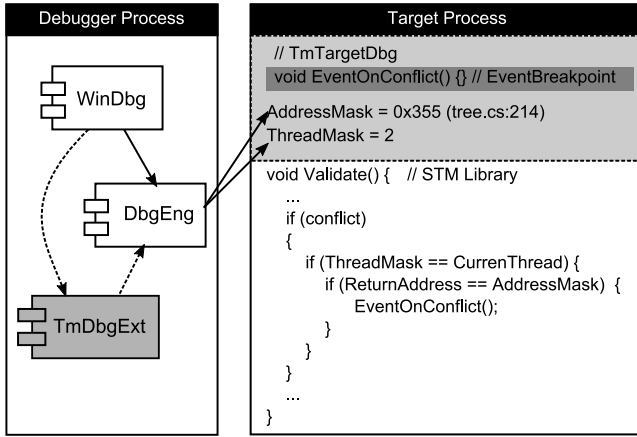 Debugger Process
WinDbg
DbgEng
TmDbgExt
Target Process
// TmTargetDbg
void EventOnConflict() {} // EventBreakpoint
AddressMask = 0x355 (tree.cs:214)
ThreadMask = 2
void Validate() { // STM Library
...
if (conflict)
{
if (ThreadMask == CurrenThread) {
if (ReturnAddress == AddressMask) {
EventOnConflict();
}
}
}
...
}